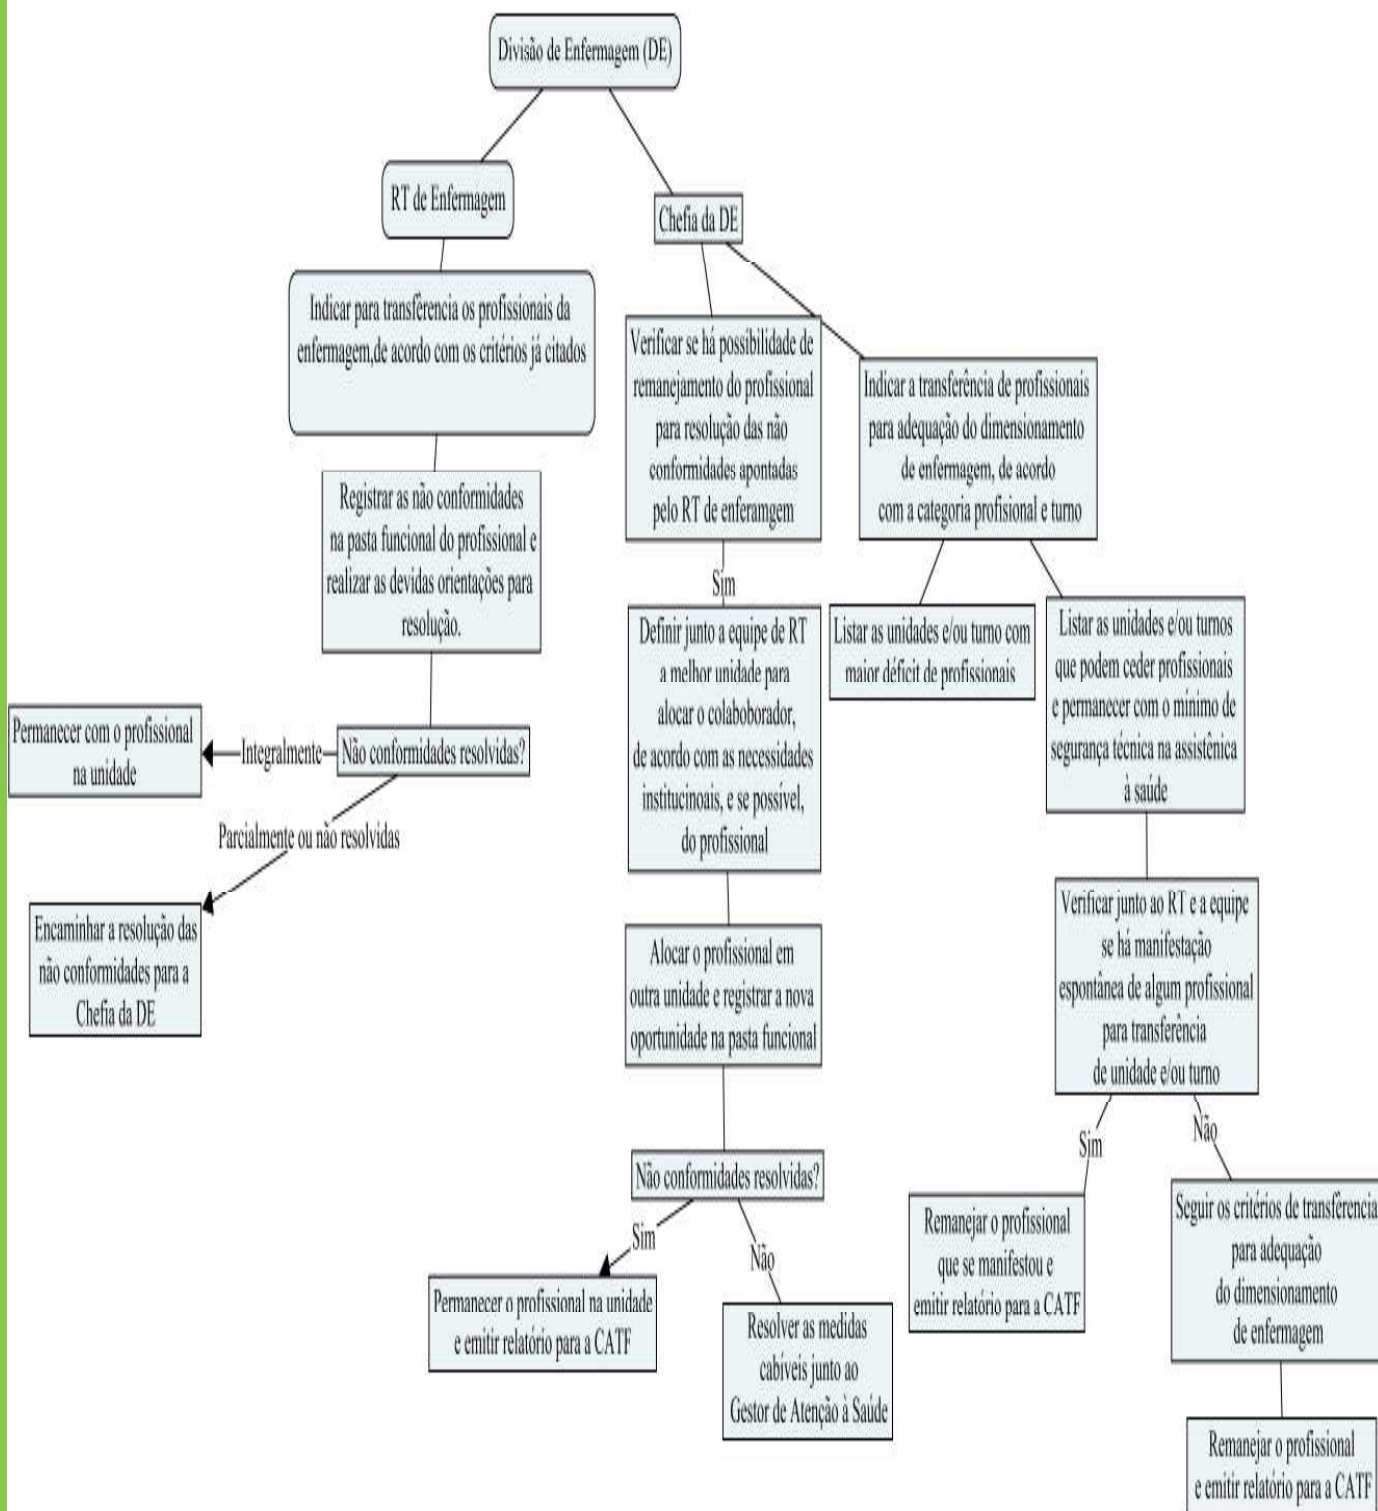 Divisão de Enfermagem (DE)
RT de Enfermagem
Chefia da DE
Indicar para transfêrencia os profissionais da
enfermagem,de acordo com os critérios já citados
Registrar as não conformidades
na pasta funcional do profissional e
realizar as devidas orientações para
resolução.
Não conformidades resolvidas?
Integralmente
Permanecer com o profissional
na unidade
Parcialmente ou não resolvidas
Encaminhar a resolução das
não conformidades para a
Chefia da DE
Verificar se há possibilidade de
remanejamento do profissional
para resolução das não
conformidades apontadas
pelo RT de enferamgem
Sim
Definir junto a equipe de RT
a melhor unidade para
alocar o colaboborador,
de acordo com as necessidades
institucinoais, e se possível,
do profissional
Alocar o profissional em
outra unidade e registrar a nova
oportunidade na pasta funcional
Não conformidades resolvidas?
Sim
Permanecer o profissional na unidade
e emitir relatório para a CATF
Não
Resolver as medidas
cabíveis junto ao
Gestor de Atenção à Saúde
Indicar a transferência de profissionais
para adequação do dimensionamento
de enfermagem, de acordo
com a categoria profisional e turno
Listar as unidades e/ou turno com
maior déficit de profissionais
Listar as unidades e/ou turnos
que podem ceder profissionais
e permanecer com o mínimo de
segurança técnica na assistênica
à saúde
Verificar junto ao RT e a equipe
se há manifestação
espontânea de algum profissional
para transferência
de unidade e/ou turno
Sim
Remanejar o profissional
que se manifestou e
emitir relatório para a CATF
Não
Seguir os critérios de transfêrencia
para adequação
do dimensionamento
de enfermagem
Remanejar o profissional
e emitir relatório para a CATF